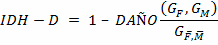 IDH − D = 1 − DAÑO (G_F, G_M) / G_F̄,M̄